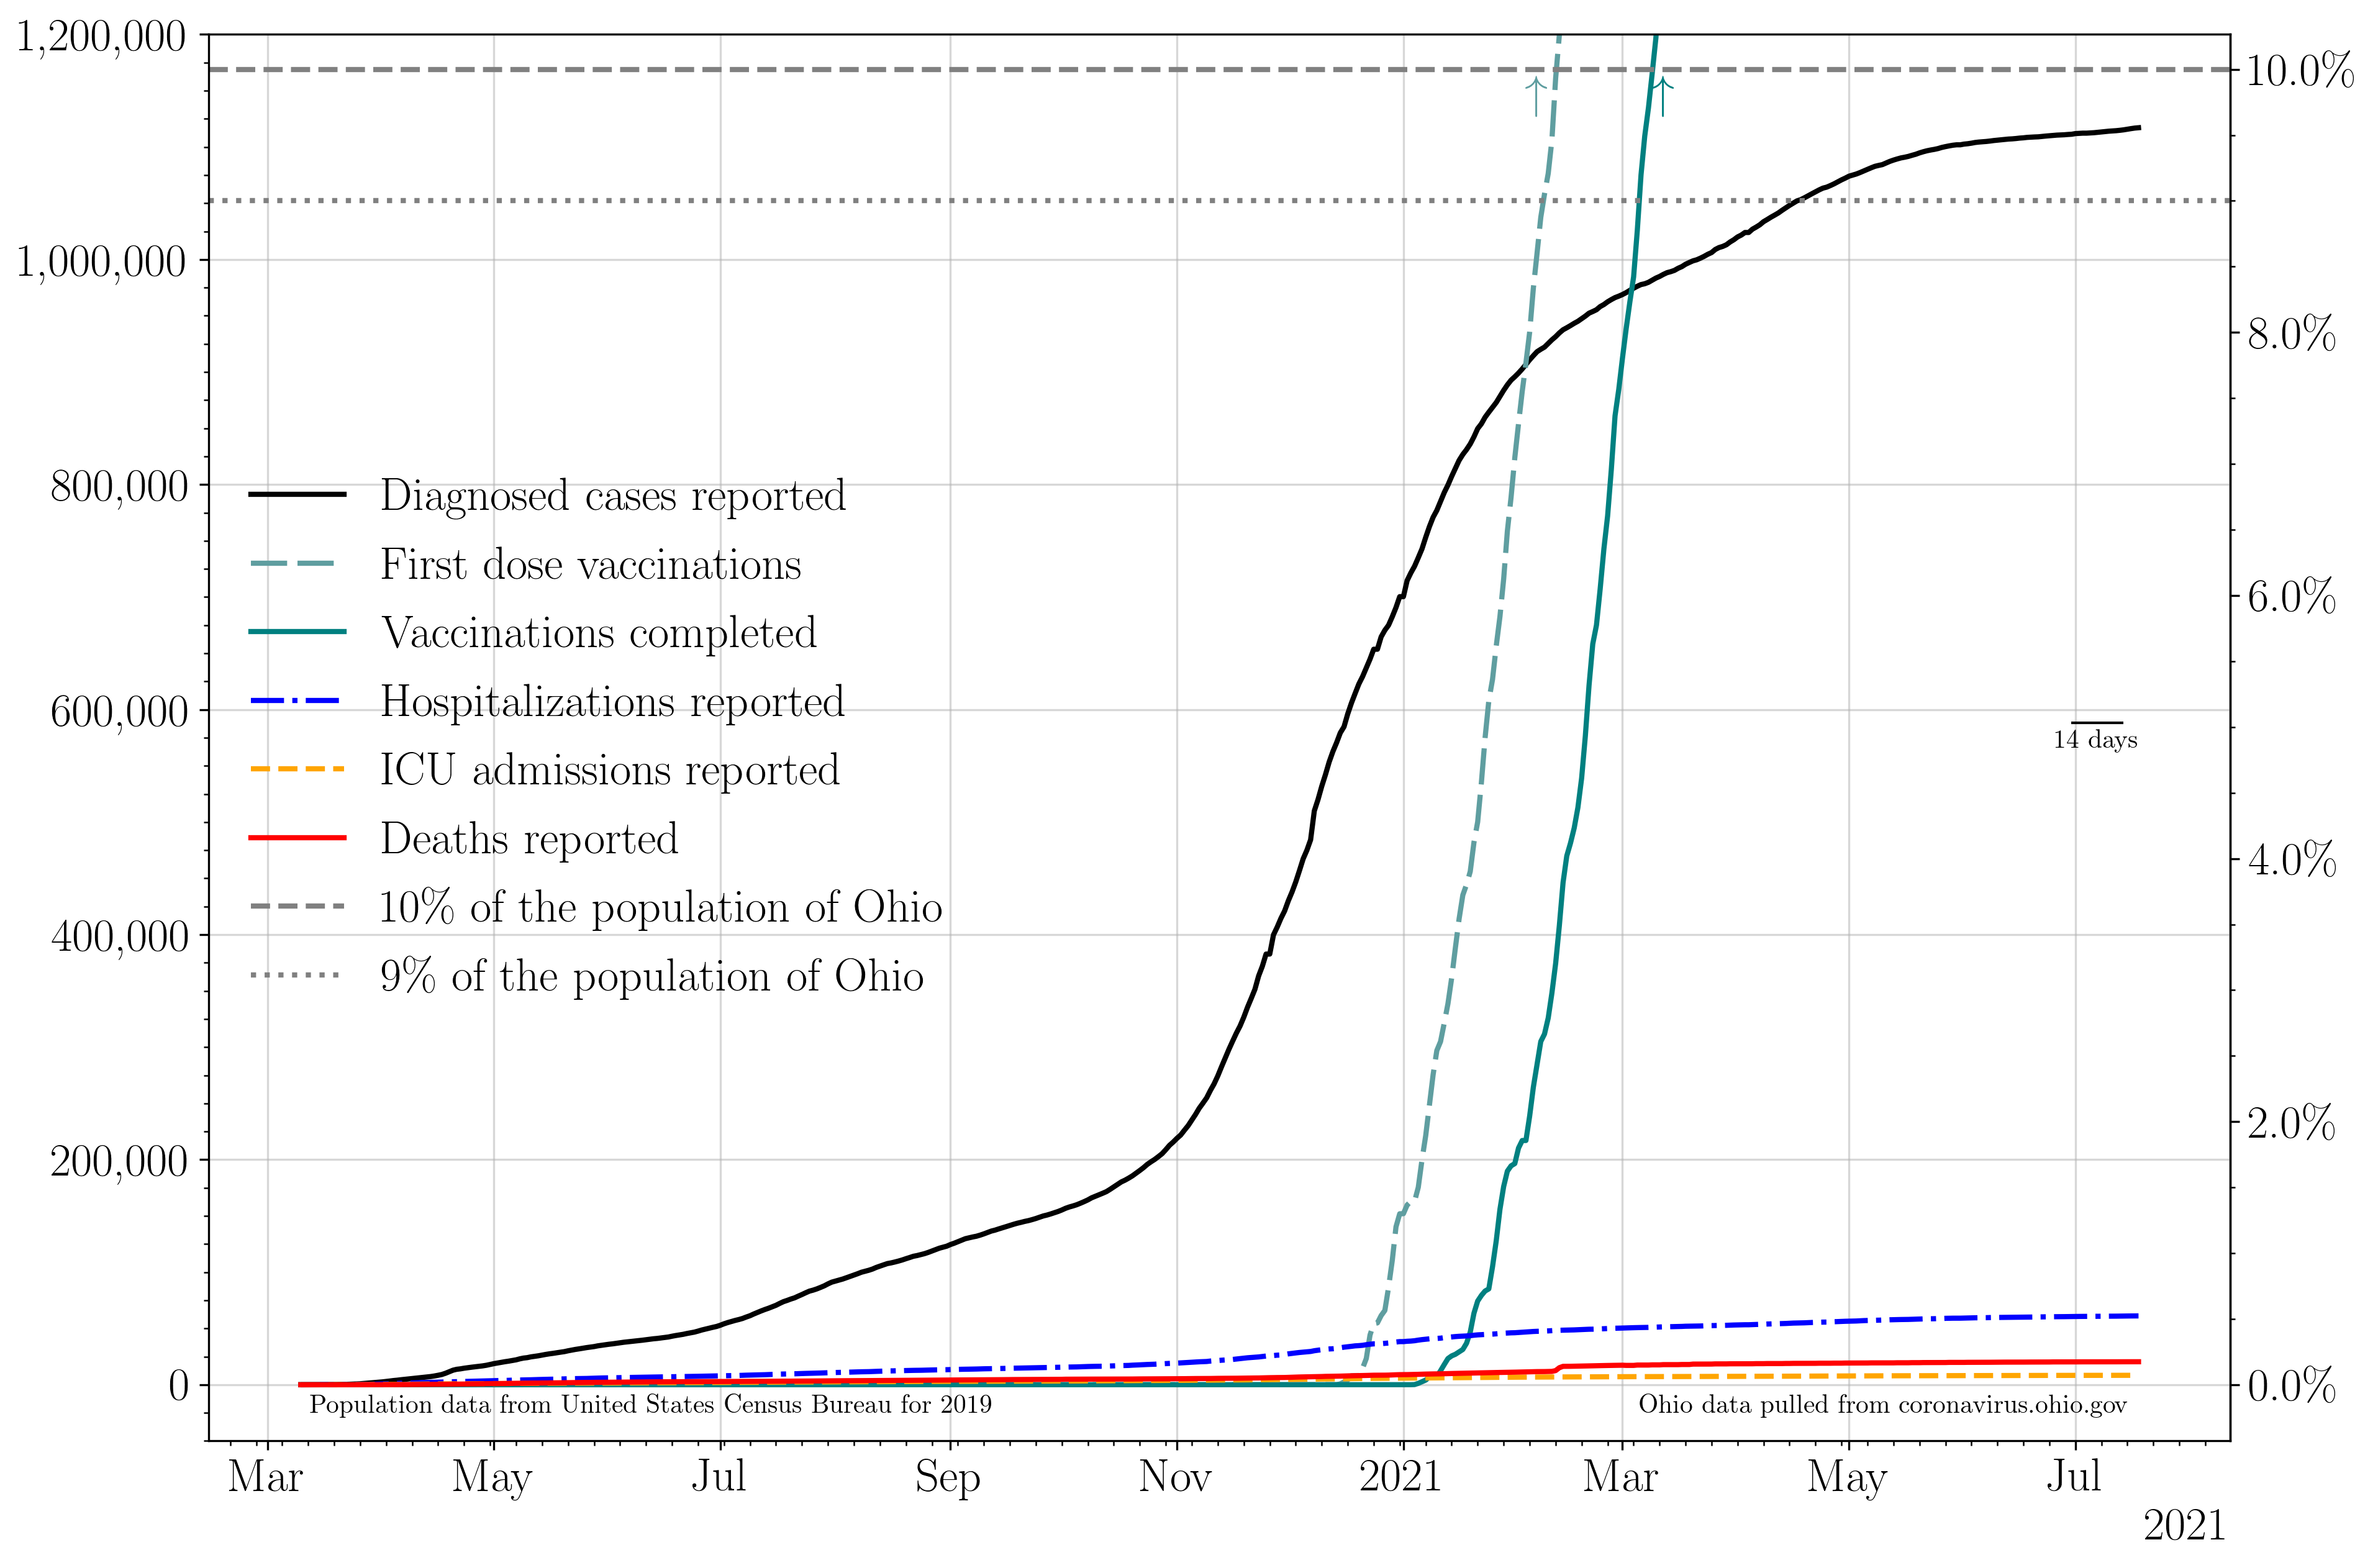 1,200,000
1,000,000
800,000
600,000
400,000
200,000
0
10.0%
8.0%
6.0%
4.0%
2.0%
0.0%
↑ ↑
Diagnosed cases reported
First dose vaccinations
Vaccinations completed
Hospitalizations reported
ICU admissions reported
Deaths reported
10% of the population of Ohio
9% of the population of Ohio
14 days
Population data from United States Census Bureau for 2019
Ohio data pulled from coronavirus.ohio.gov
Mar May Jul Sep Nov 2021 Mar May Jul
2021